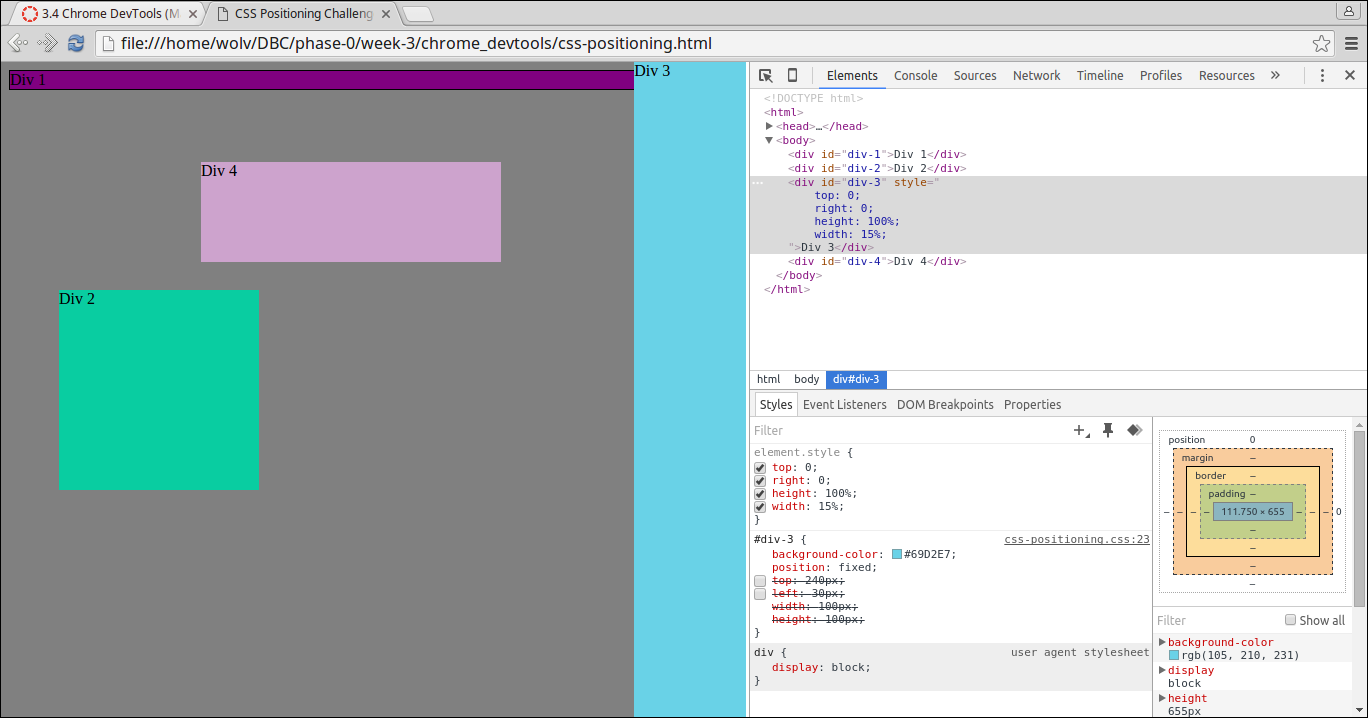 3.4 Chrome DevTools (M
CSS Positioning Challeng
file:///home/wolv/DBC/phase-0/week-3/chrome_devtools/css-positioning.html
Div 1
Div 3
Div 4
Div 2
Elements Console Sources Network Timeline Profiles Resources »
<!DOCTYPE html>
<html>
<head>…</head>
<body>
<div id="div-1">Div 1</div>
<div id="div-2">Div 2</div>
<div id="div-3" style="
top: 0;
right: 0;
height: 100%;
width: 15%;
">Div 3</div>
<div id="div-4">Div 4</div>
</body>
</html>
html body div#div-3
Styles Event Listeners DOM Breakpoints Properties
Filter
element.style {
top: 0;
right: 0;
height: 100%;
width: 15%;
}
#div-3 { css-positioning.css:23
background-color: #69D2E7;
position: fixed;
top: 240px;
left: 30px;
width: 100px;
height: 100px;
}
div { user agent stylesheet
display: block;
}
position 0
margin –
border –
padding –
– – – – 111.750 × 655 – – – 0
–
–
–
–
Filter Show all
background-color
rgb(105, 210, 231)
display
block
height
655px